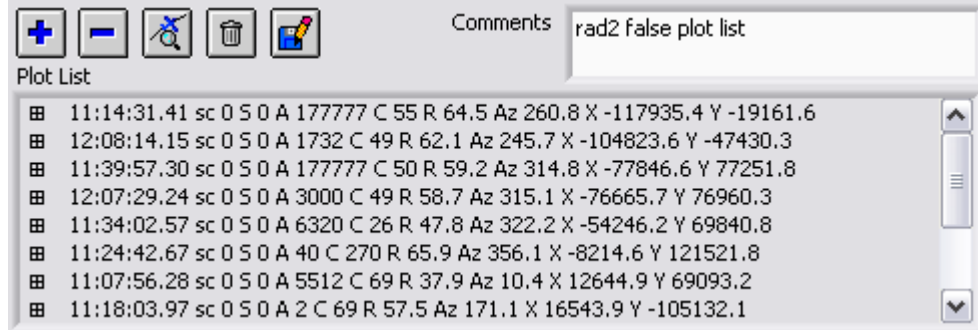 Comments
rad2 false plot list
Plot List
11:14:31.41 sc 0 S 0 A 177777 C 55 R 64.5 Az 260.8 X -117935.4 Y -19161.6
12:08:14.15 sc 0 S 0 A 1732 C 49 R 62.1 Az 245.7 X -104823.6 Y -47430.3
11:39:57.30 sc 0 S 0 A 177777 C 50 R 59.2 Az 314.8 X -77846.6 Y 77251.8
12:07:29.24 sc 0 S 0 A 3000 C 49 R 58.7 Az 315.1 X -76665.7 Y 76960.3
11:34:02.57 sc 0 S 0 A 6320 C 26 R 47.8 Az 322.2 X -54246.2 Y 69840.8
11:24:42.67 sc 0 S 0 A 40 C 270 R 65.9 Az 356.1 X -8214.6 Y 121521.8
11:07:56.28 sc 0 S 0 A 5512 C 69 R 37.9 Az 10.4 X 12644.9 Y 69093.2
11:18:03.97 sc 0 S 0 A 2 C 69 R 57.5 Az 171.1 X 16543.9 Y -105132.1